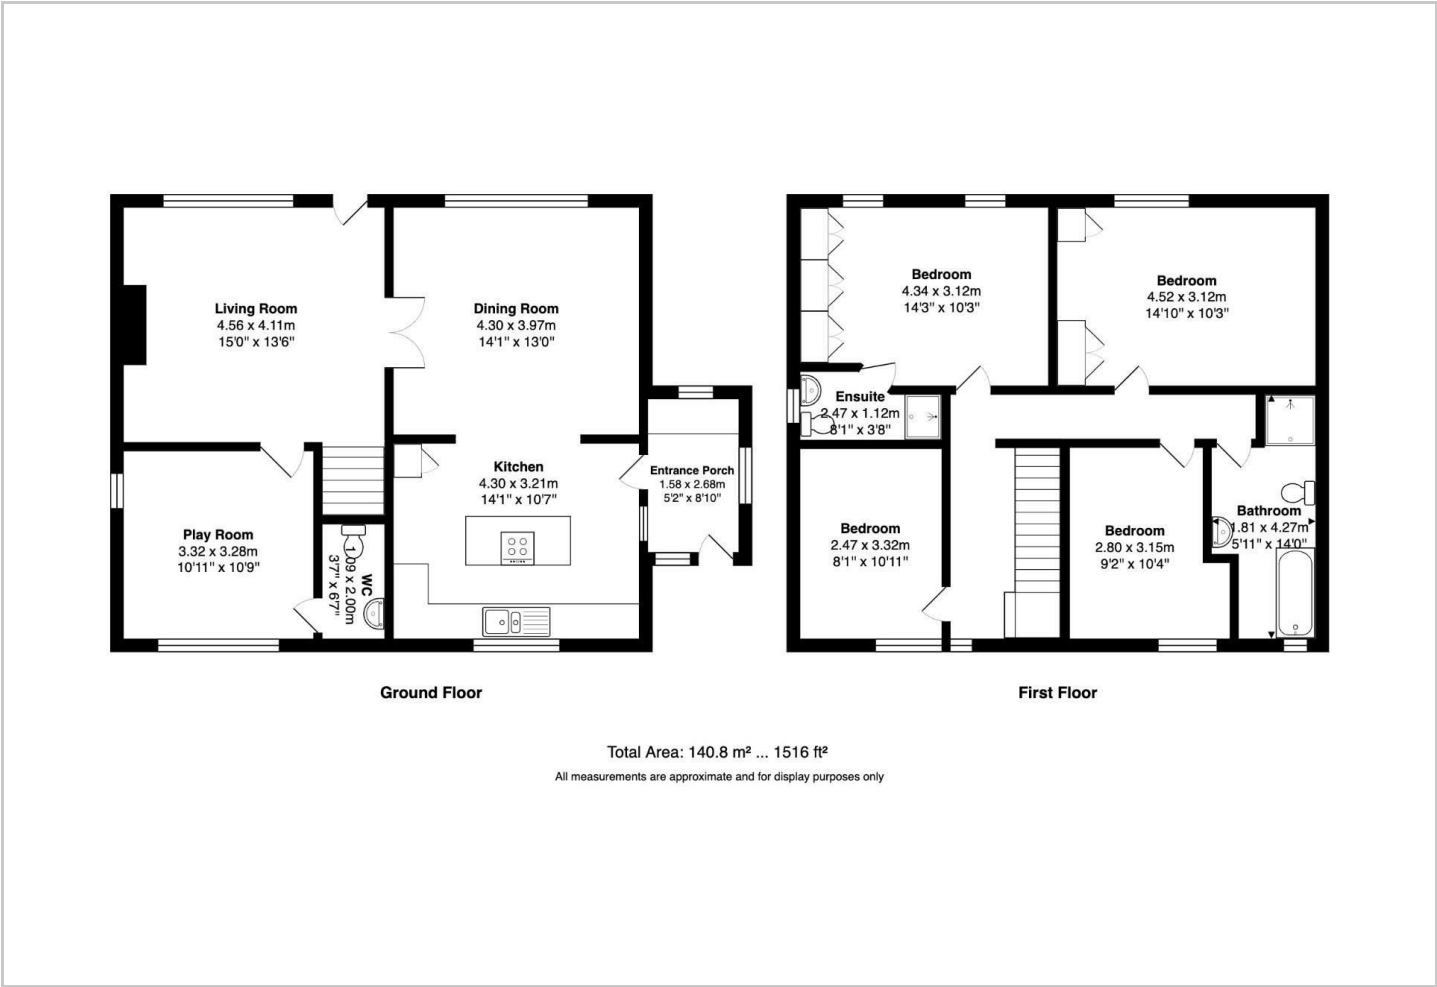 Living Room
4.56 x 4.11m
15'0" x 13'6"
Dining Room
4.30 x 3.97m
14'1" x 13'0"
Kitchen
4.30 x 3.21m
14'1" x 10'7"
Entrance Porch
1.58 x 2.68m
5'2" x 8'10"
Play Room
3.32 x 3.28m
10'11" x 10'9"
WC
1.09 x 2.00m
3'7" x 6'7"
Ground Floor
Bedroom
4.34 x 3.12m
14'3" x 10'3"
Bedroom
4.52 x 3.12m
14'10" x 10'3"
Ensuite
2.47 x 1.12m
8'1" x 3'8"
Bedroom
2.47 x 3.32m
8'1" x 10'11"
Bedroom
2.80 x 3.15m
9'2" x 10'4"
Bathroom
1.81 x 4.27m
5'11" x 14'0"
First Floor
Total Area: 140.8 m² ... 1516 ft²
All measurements are approximate and for display purposes only